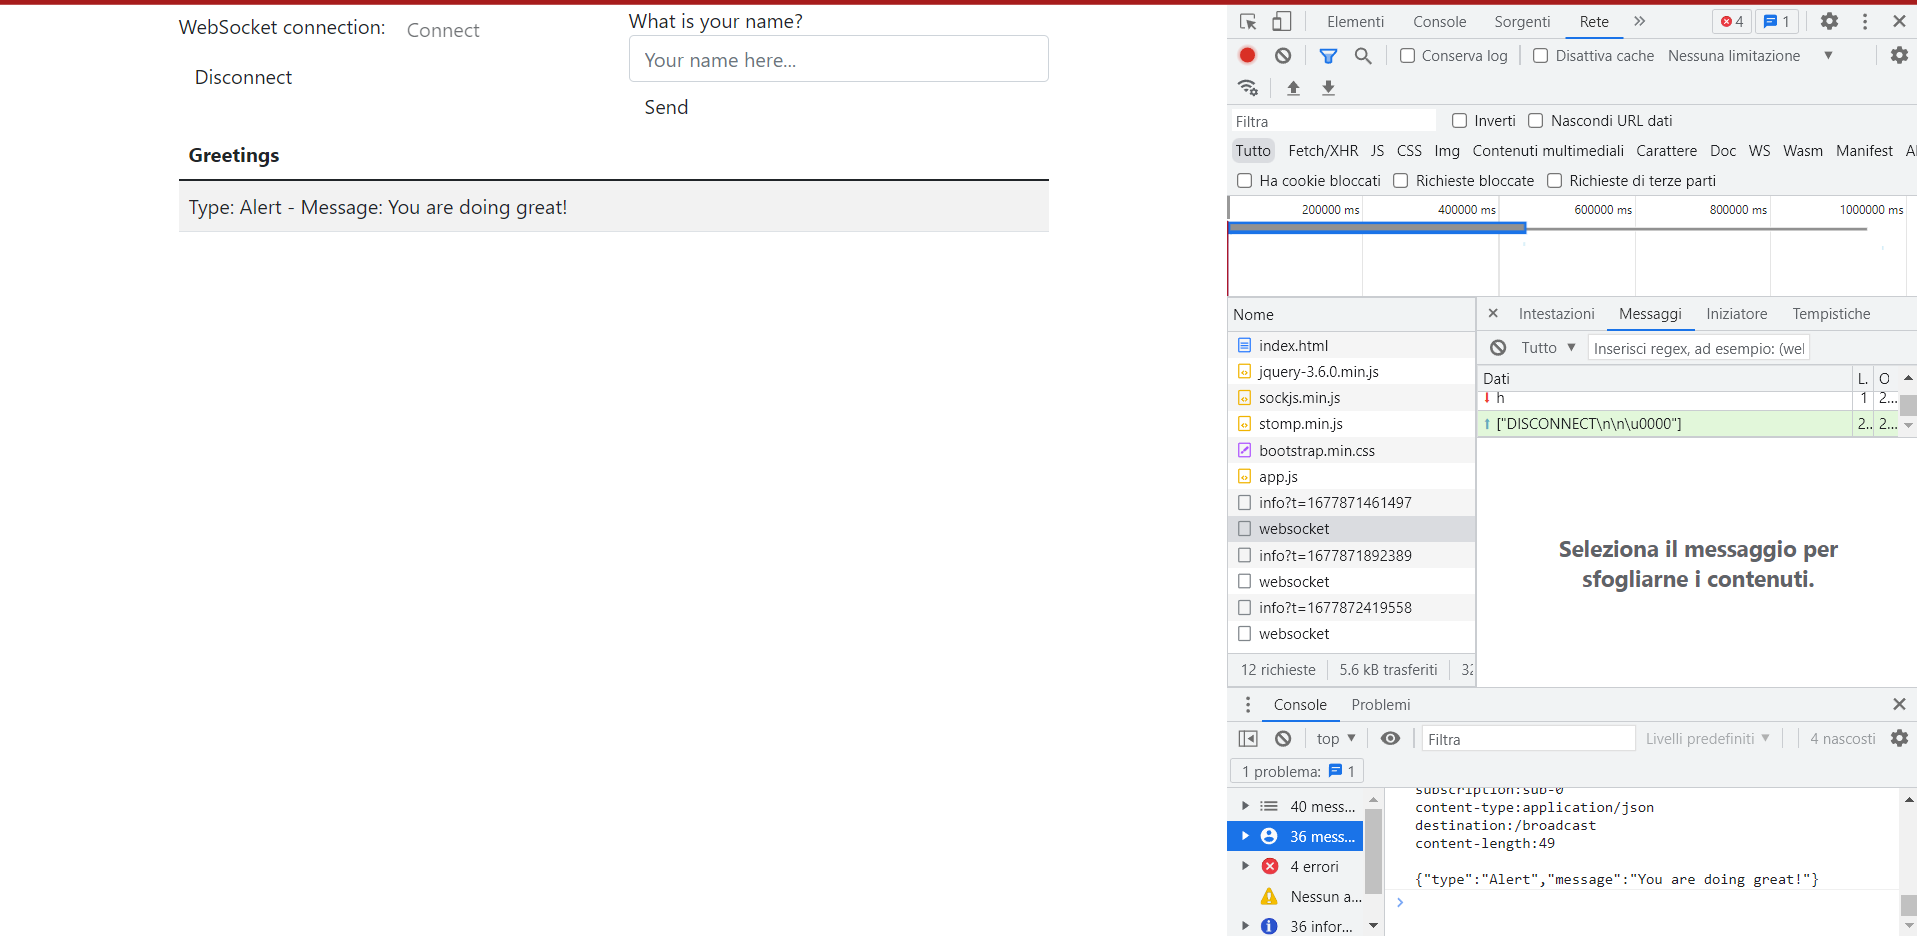 WebSocket connection:
Connect
Disconnect
What is your name?
Your name here...
Send
Greetings
Type: Alert - Message: You are doing great!
Elementi Console Sorgenti Rete 4 1
Conserva log Disattiva cache Nessuna limitazione
Filtra Inverti Nascondi URL dati
Tutto Fetch/XHR JS CSS Img Contenuti multimediali Carattere Doc WS Wasm Manifest
Ha cookie bloccati Richieste bloccate Richieste di terze parti
200000 ms 400000 ms 600000 ms 800000 ms 1000000 ms
Nome
index.html
jquery-3.6.0.min.js
sockjs.min.js
stomp.min.js
bootstrap.min.css
app.js
info?t=1677871461497
websocket
info?t=1677871892389
websocket
info?t=1677872419558
websocket
12 richieste 5.6 kB trasferiti
Intestazioni Messaggi Iniziatore Tempistiche
Tutto Inserisci regex, ad esempio: (we
Dati L. O
h 1 2...
["DISCONNECT\n\n\u0000"] 2.. 2...
Seleziona il messaggio per
sfogliarne i contenuti.
Console Problemi
top Filtra Livelli predefiniti 4 nascosti
1 problema: 1
40 mess...
36 mess...
4 errori
Nessun a...
36 infor...
subscription:sub-0
content-type:application/json
destination:/broadcast
content-length:49
{"type":"Alert","message":"You are doing great!"}